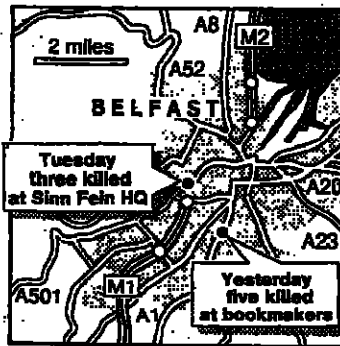 A8
M2
2 miles
A52
BELFAST
Tuesday
three killed
at Sinn Fein HQ
A20
A23
M1
A501
A1
Yesterday
five killed
at bookmakers